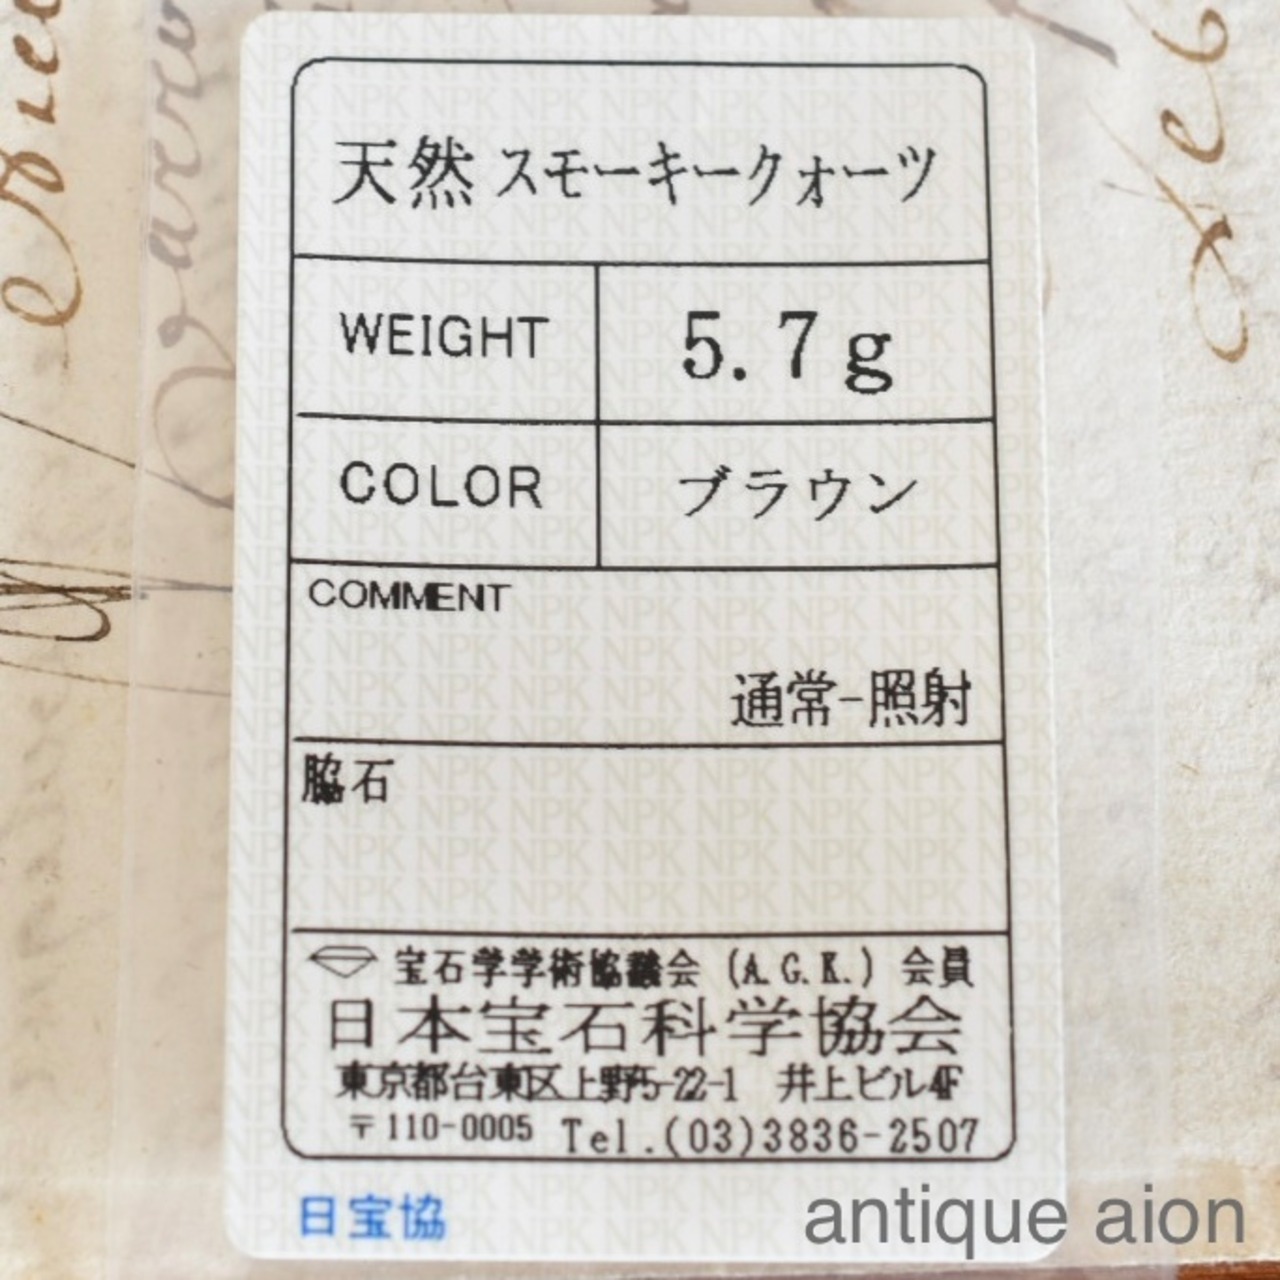 天然 スモーキークォーツ
WEIGHT 5.7g
COLOR ブラウン
COMMENT
通常-照射
脇石
宝石学学術協議会 (A.G.K.) 会員
日本宝石科学協会
東京都台東区上野5-22-1 井上ビル4F
〒110-0005 Tel.(03)3836-2507
日宝協
antique aion